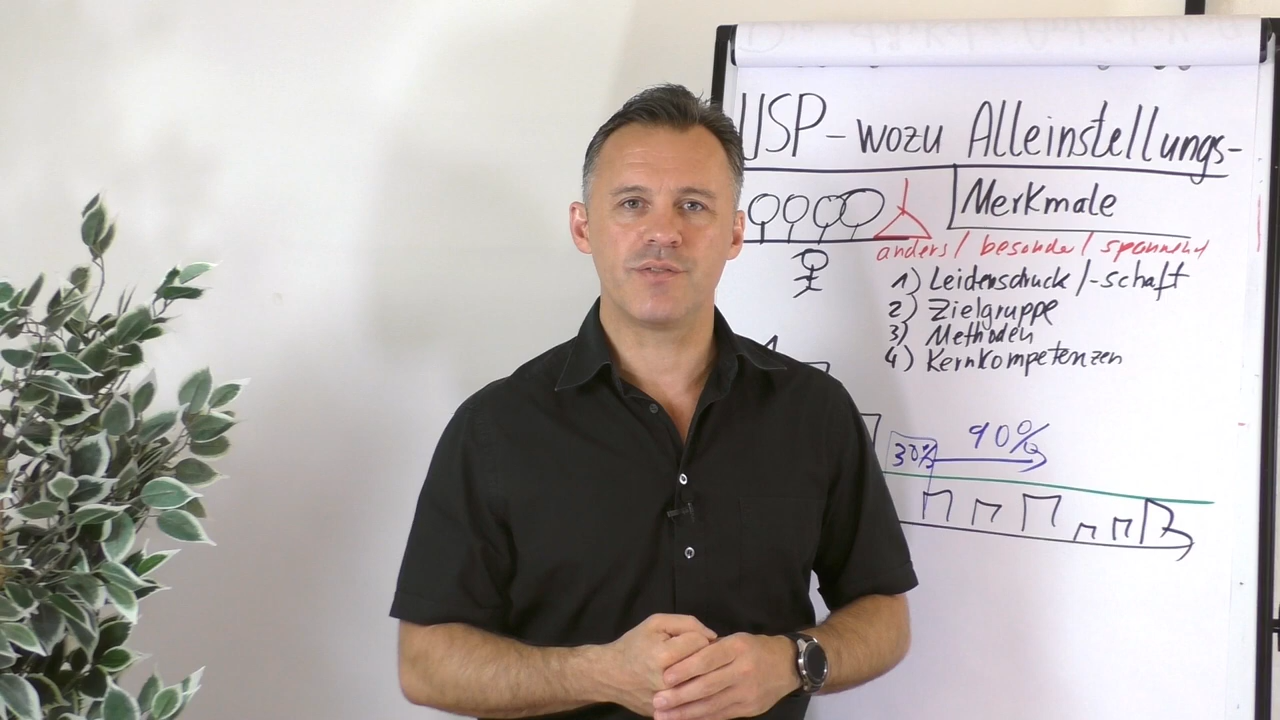 USP - wozu Alleinstellungs-
Merkmale
anders / besonders / spannend
1) Leidensdruck / -schaft
2) Zielgruppe
3) Methoden
4) Kernkompetenzen
90%
30%